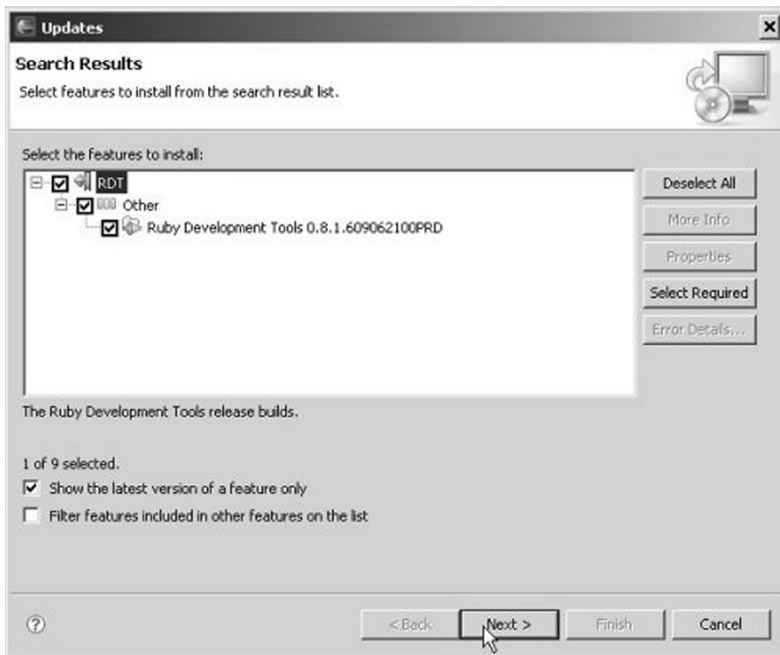 Updates
Search Results
Select features to install from the search result list.
Select the features to install:
RDT
Other
Ruby Development Tools 0.8.1.609062100PRD
Deselect All
More Info
Properties
Select Required
Error Details...
The Ruby Development Tools release builds.
1 of 9 selected.
Show the latest version of a feature only
Filter features included in other features on the list
?
< Back
Next >
Finish
Cancel